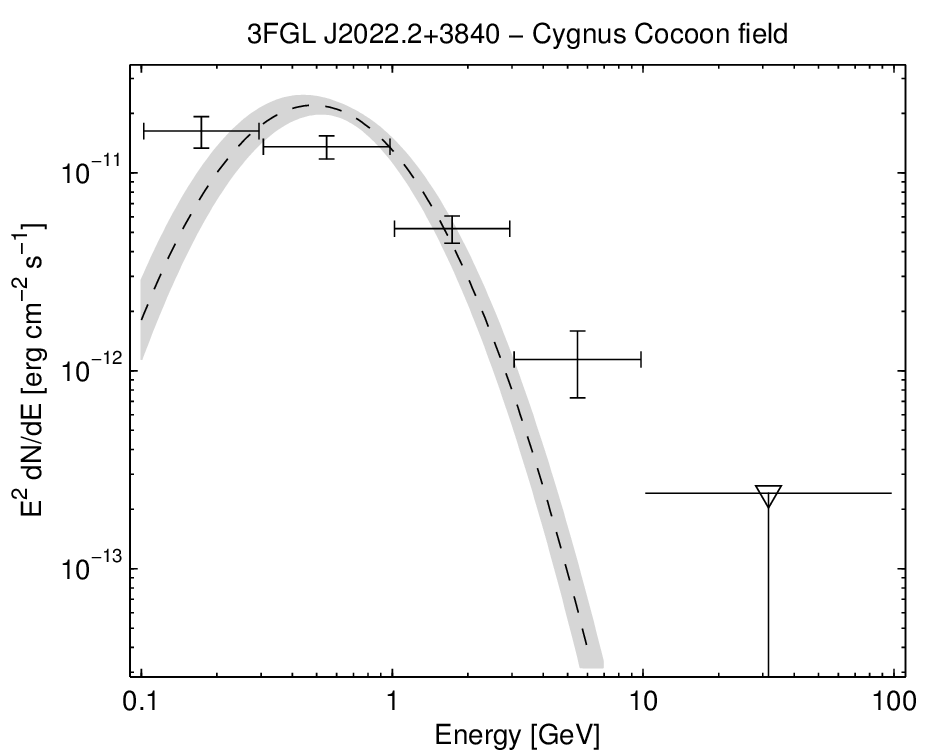 3FGL J2022.2+3840 − Cygnus Cocoon field
E² dN/dE [erg cm⁻² s⁻¹]
10⁻¹¹
10⁻¹²
10⁻¹³
0.1 1 10 100
Energy [GeV]